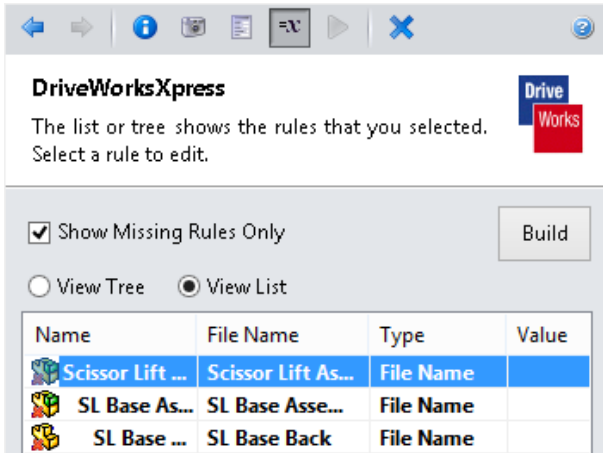 =x
DriveWorksXpress
Drive
Works
The list or tree shows the rules that you selected.
Select a rule to edit.
Show Missing Rules Only
Build
View Tree View List
Name File Name Type Value
Scissor Lift ... Scissor Lift As... File Name
SL Base As... SL Base Asse... File Name
SL Base ... SL Base Back File Name